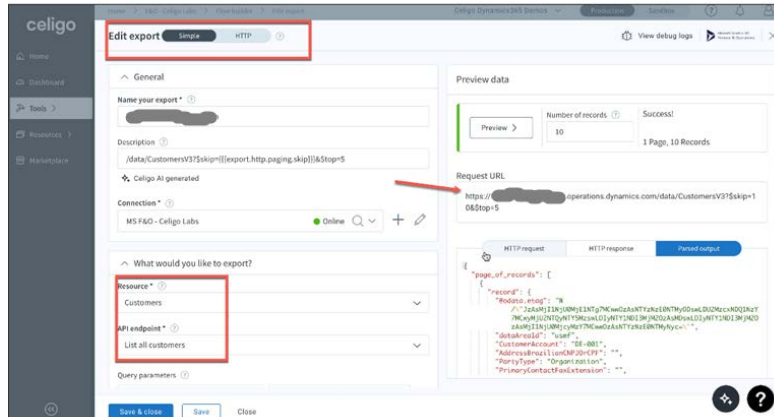 celigo
Home > F&O - Celigo Labs > Flow builder > Edit export
Celigo Dynamics365 Demos
Production
Sandbox
Edit export
Simple
HTTP
View debug logs
Home
Dashboard
Tools >
Resources >
Marketplace
General
Name your export *
Description
/data/CustomersV3?$skip={{{export.http.paging.skip}}}&$top=5
Celigo AI generated
Connection *
MS F&O - Celigo Labs
Online
What would you like to export?
Resource *
Customers
API endpoint *
List all customers
Query parameters
Save & close
Save
Close
Preview data
Preview >
Number of records
10
Success!
1 Page, 10 Records
Request URL
https://
.operations.dynamics.com/data/CustomersV3?$skip=1
0&$top=5
HTTP request
HTTP response
Parsed output
{
"page_of_records": [
{
"record": {
"@odata.etag": "W
"dataAreaId": "usmf",
"CustomerAccount": "DE-001",
"AddressBrazilianCNPJOrCPF": "",
"PartyType": "Organization",
"PrimaryContactFaxExtension": "",